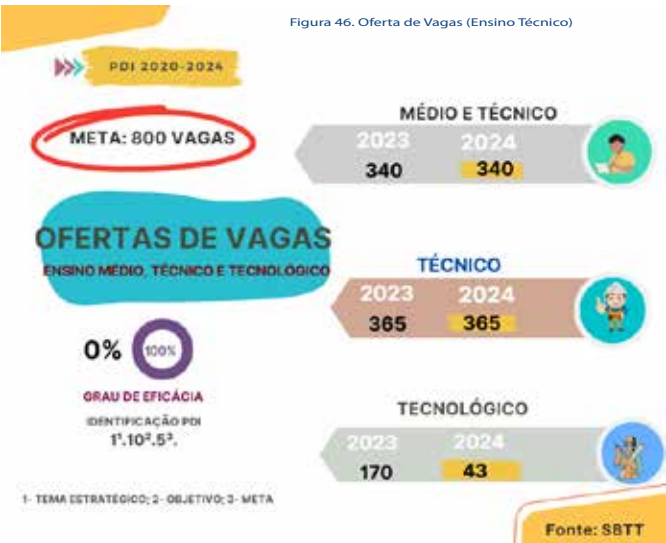 Figura 46. Oferta de Vagas (Ensino Técnico)
PDI 2020-2024
META: 800 VAGAS
OFERTAS DE VAGAS
ENSINO MÉDIO, TÉCNICO E TECNOLÓGICO
0%
100%
GRAU DE EFICÁCIA
IDENTIFICAÇÃO PDI
1¹.10².5³.
1- TEMA ESTRATÉGICO; 2- OBJETIVO; 3- META
MÉDIO E TÉCNICO
2023 2024
340 340
TÉCNICO
2023 2024
365 365
TECNOLÓGICO
2023 2024
170 43
Fonte: SBTT